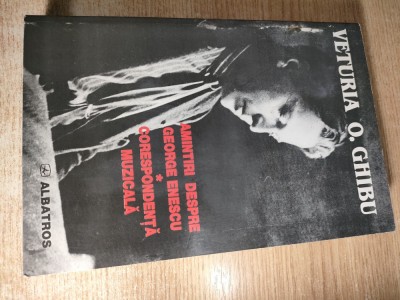 VETURIA O. GHIBU
AMINTIRI DESPRE
GEORGE ENESCU
*
CORESPONDENȚĂ
MUZICALĂ
ALBATROS